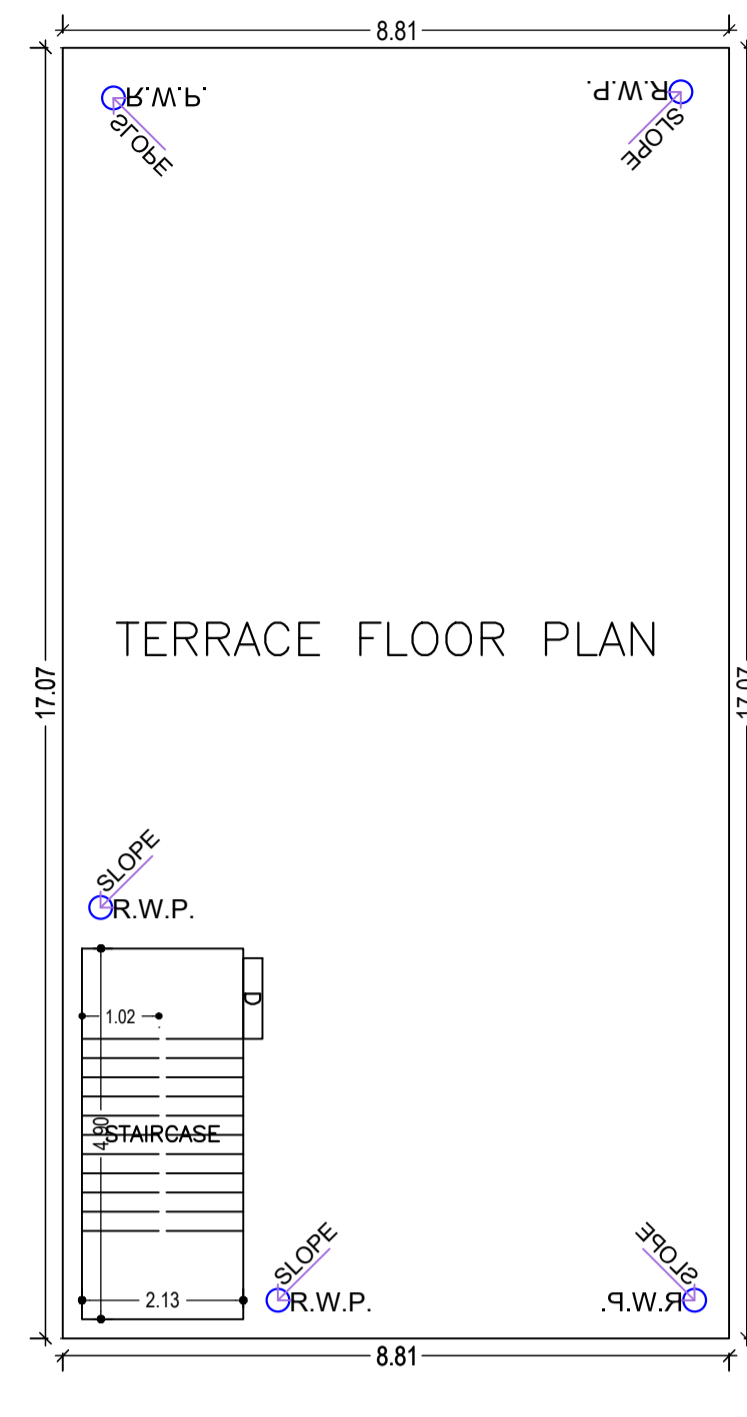 8.81
R.W.P.
R.W.P.
SLOPE
SLOPE
TERRACE FLOOR PLAN
17.07
17.07
SLOPE
R.W.P.
D
1.02
4.90
STAIRCASE
SLOPE
SLOPE
2.13
R.W.P.
R.W.P.
8.81